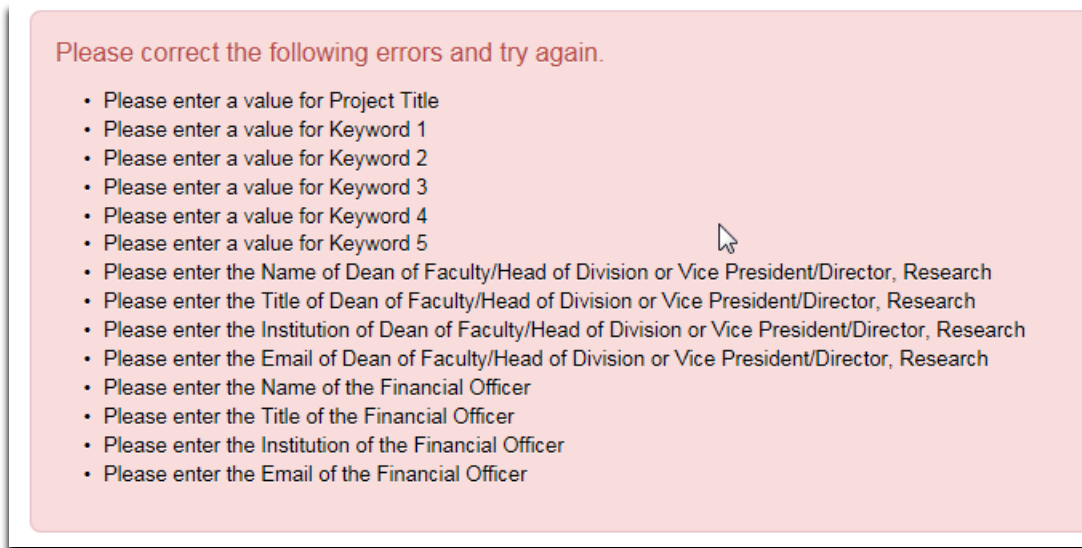 Please correct the following errors and try again.
• Please enter a value for Project Title
• Please enter a value for Keyword 1
• Please enter a value for Keyword 2
• Please enter a value for Keyword 3
• Please enter a value for Keyword 4
• Please enter a value for Keyword 5
• Please enter the Name of Dean of Faculty/Head of Division or Vice President/Director, Research
• Please enter the Title of Dean of Faculty/Head of Division or Vice President/Director, Research
• Please enter the Institution of Dean of Faculty/Head of Division or Vice President/Director, Research
• Please enter the Email of Dean of Faculty/Head of Division or Vice President/Director, Research
• Please enter the Name of the Financial Officer
• Please enter the Title of the Financial Officer
• Please enter the Institution of the Financial Officer
• Please enter the Email of the Financial Officer